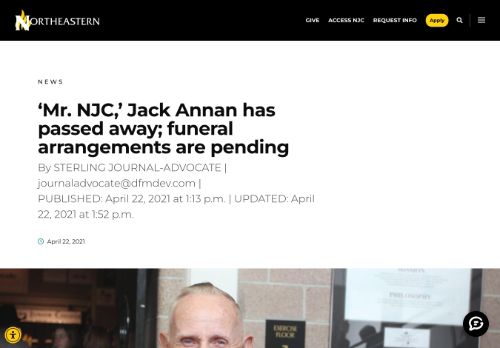 NORTHEASTERN
GIVE ACCESS NJC REQUEST INFO Apply
NEWS
‘Mr. NJC,’ Jack Annan has
passed away; funeral
arrangements are pending
By STERLING JOURNAL-ADVOCATE |
journaladvocate@dfmdev.com |
PUBLISHED: April 22, 2021 at 1:13 p.m. | UPDATED: April
22, 2021 at 1:52 p.m.
April 22, 2021
MISSION
PHILOSOPHY
EXERCISE
FLOOR